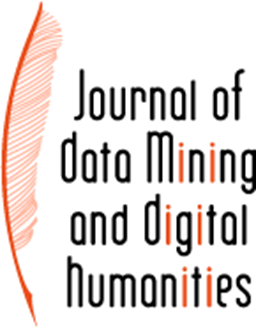 Journal of
Data Mining
and Digital
Humanities